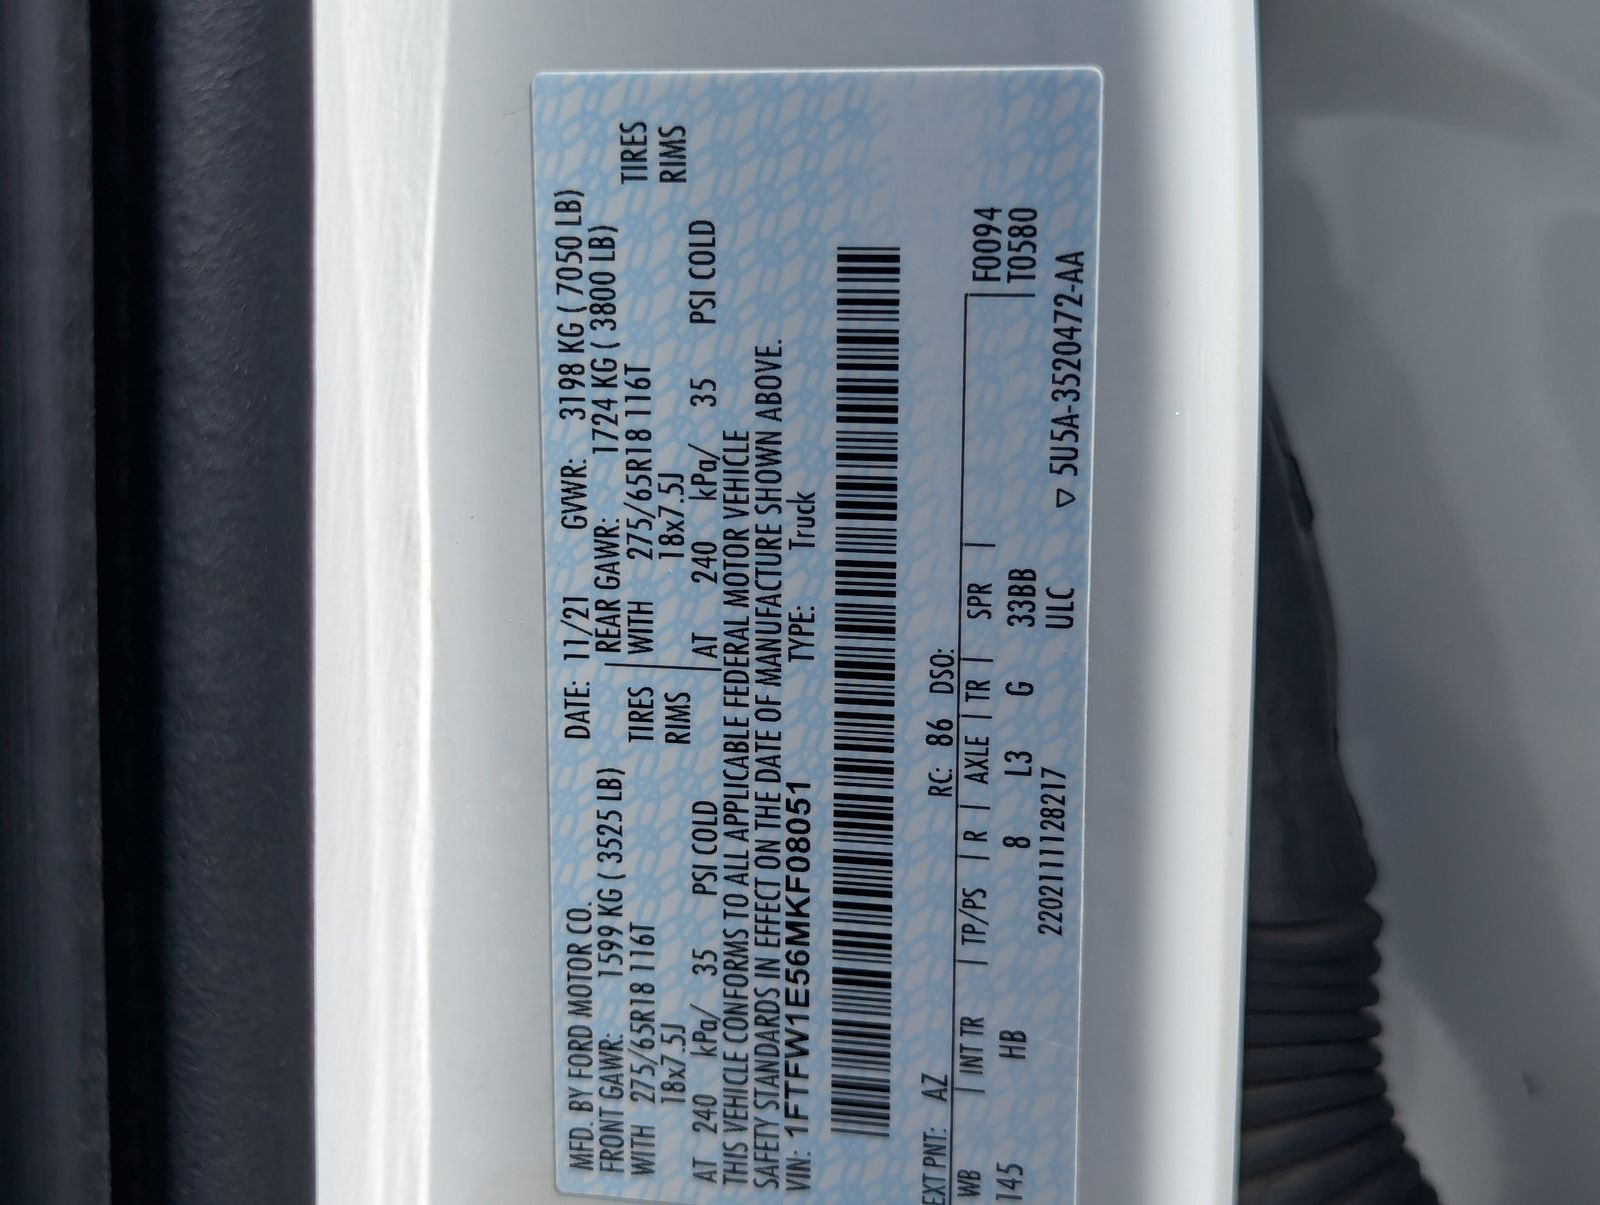 MFD. BY FORD MOTOR CO. DATE: 11/21 GVWR: 3198 KG ( 7050 LB)
FRONT GAWR: 1599 KG ( 3525 LB) REAR GAWR: 1724 KG ( 3800 LB)
WITH 275/65R18 116T TIRES WITH 275/65R18 116T TIRES
18x7.5J RIMS 18x7.5J RIMS
AT 240 kPa/ 35 PSI COLD AT 240 kPa/ 35 PSI COLD
THIS VEHICLE CONFORMS TO ALL APPLICABLE FEDERAL MOTOR VEHICLE
SAFETY STANDARDS IN EFFECT ON THE DATE OF MANUFACTURE SHOWN ABOVE.
VIN: 1FTFW1E56MKF08051 TYPE: Truck
EXT PNT: AZ RC: 86 DSO:
WB | INT TR | TP/PS | R | AXLE | TR | SPR | F0094
145 HB 8 L3 G 33BB T0580
220211128217 ULC ▽ 5U5A-3520472-AA